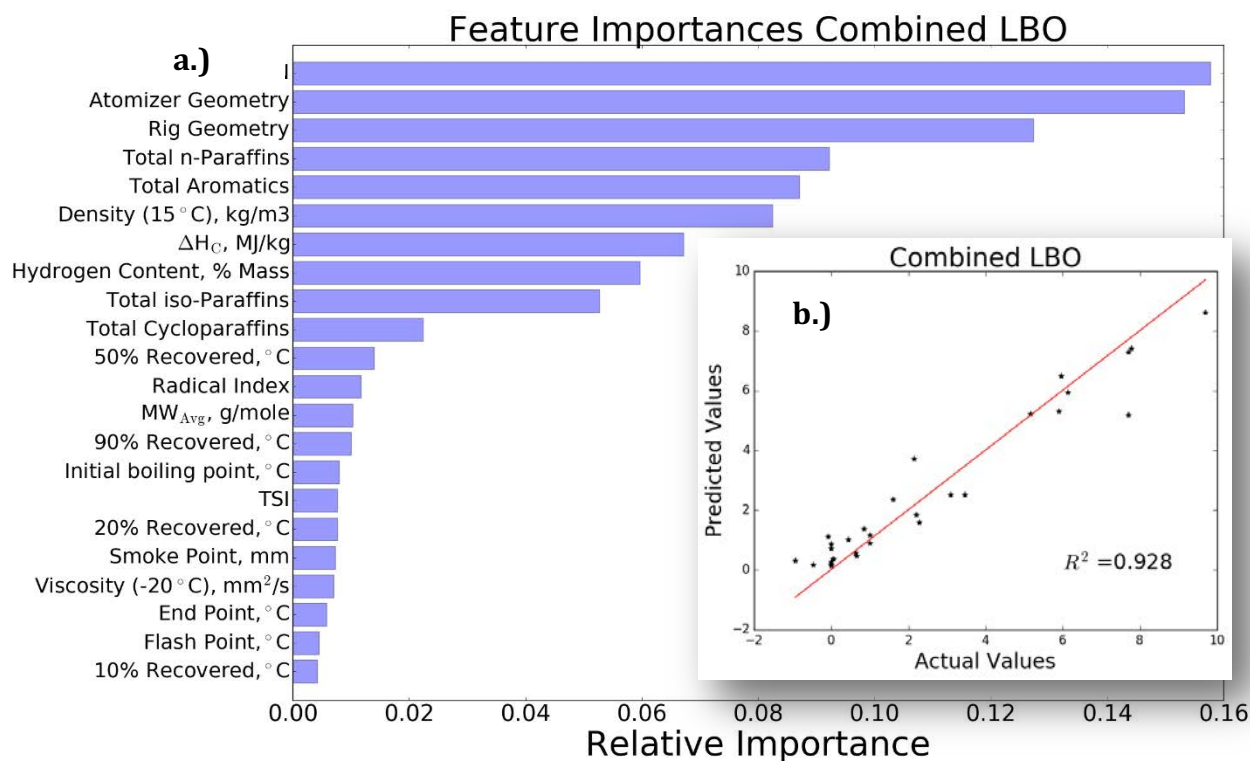 Feature Importances Combined LBO
a.)
I
Atomizer Geometry
Rig Geometry
Total n-Paraffins
Total Aromatics
Density (15°C), kg/m3
ΔH_C, MJ/kg
Hydrogen Content, % Mass
Total iso-Paraffins
Total Cycloparaffins
50% Recovered,°C
Radical Index
MW_Avg, g/mole
90% Recovered,°C
Initial boiling point,°C
TSI
20% Recovered,°C
Smoke Point, mm
Viscosity (-20°C), mm²/s
End Point,°C
Flash Point,°C
10% Recovered,°C
0.00 0.02 0.04 0.06 0.08 0.10 0.12 0.14 0.16
Relative Importance
Combined LBO
b.)
10
8
6
4
2
0
−2
Predicted Values
R² =0.928
−2 0 2 4 6 8 10
Actual Values